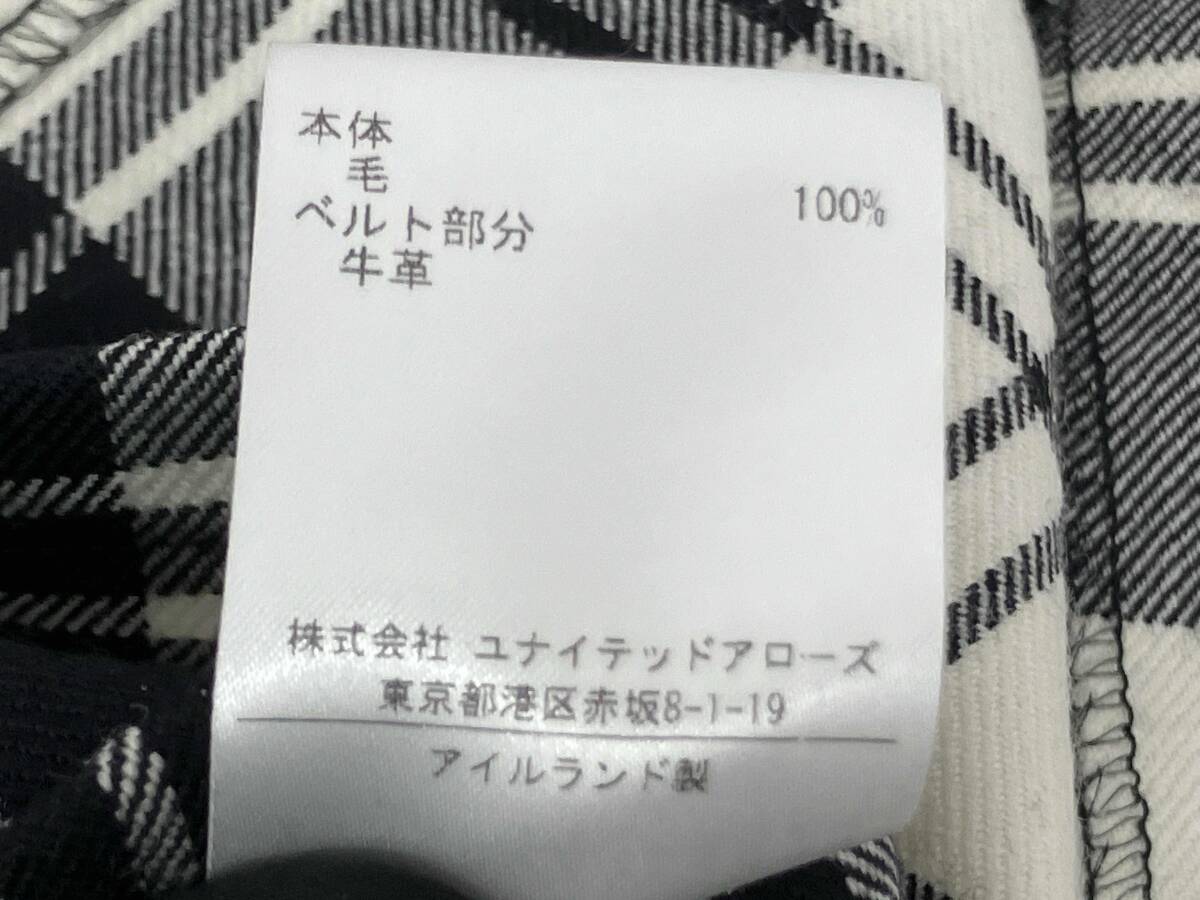 本体
毛 100%
ベルト部分
牛革
株式会社 ユナイテッドアローズ
東京都港区赤坂8-1-19
アイルランド製